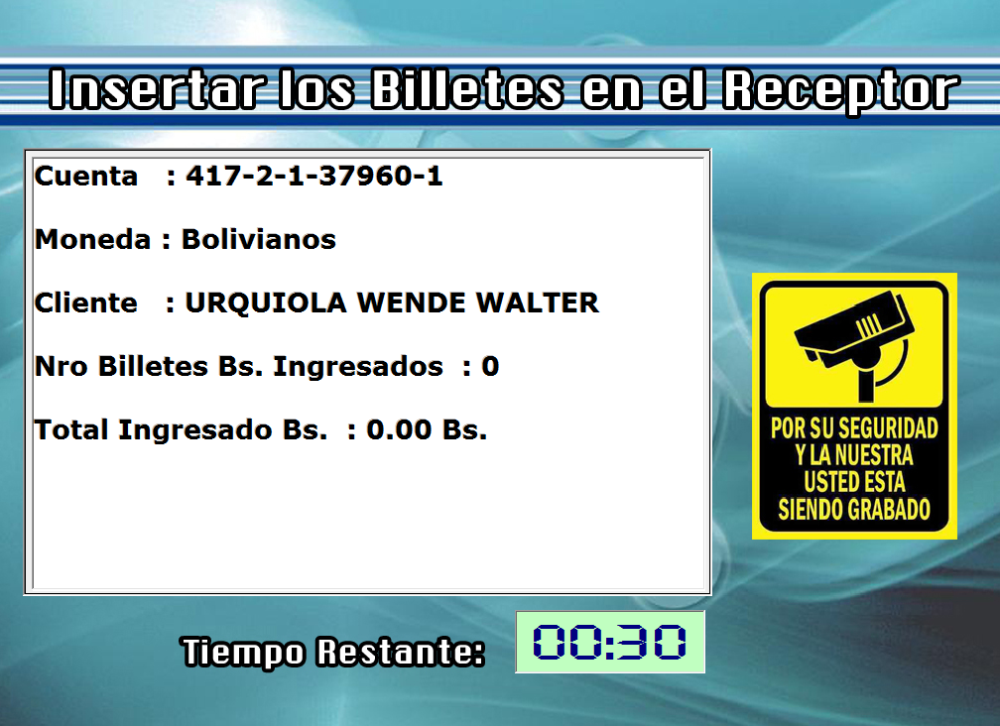 Insertar los Billetes en el Receptor
Cuenta : 417-2-1-37960-1
Moneda : Bolivianos
Cliente : URQUIOLA WENDE WALTER
Nro Billetes Bs. Ingresados : 0
Total Ingresado Bs. : 0.00 Bs.
POR SU SEGURIDAD
Y LA NUESTRA
USTED ESTA
SIENDO GRABADO
Tiempo Restante: 00:30